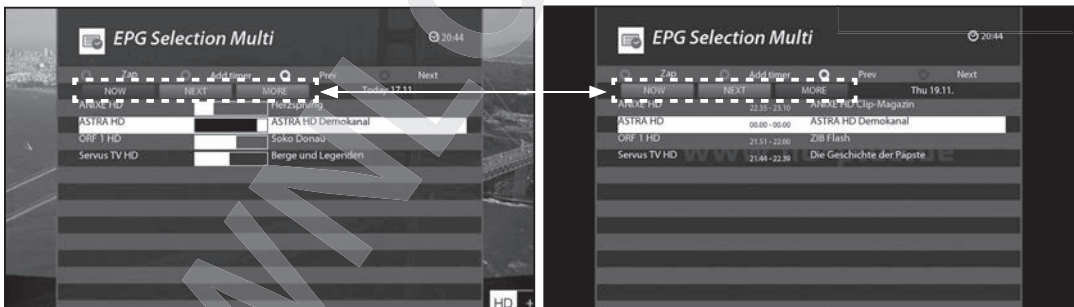 EPG Selection Multi
20:44
Zap Add timer Prev Next
NOW NEXT MORE Today 17.11.
ANIXE HD Herzsprung
ASTRA HD ASTRA HD Demokanal
ORF 1 HD Soko Donau
Servus TV HD Berge und Legenden
HD +
EPG Selection Multi
20:44
Zap Add timer Prev Next
NOW NEXT MORE Thu 19.11.
ANIXE HD 22.35 - 23.10 ANIXE HD Clip-Magazin
ASTRA HD 00.00 - 00.00 ASTRA HD Demokanal
ORF 1 HD 21.51 - 22.00 ZIB Flash
Servus TV HD 21.44 - 22.39 Die Geschichte der Päpste